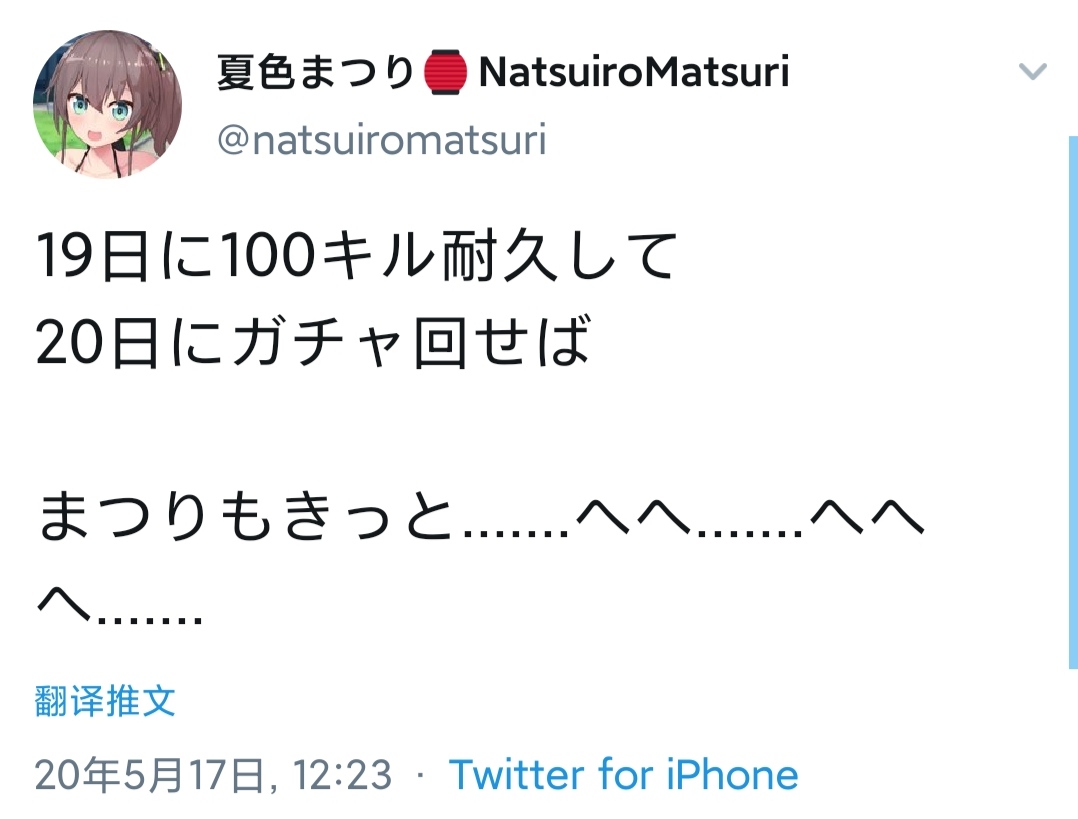 夏色まつり🏮NatsuiroMatsuri
@natsuiromatsuri
19日に100キル耐久して
20日にガチャ回せば
まつりもきっと.......へへ.......へへ
へ.......
翻译推文
20年5月17日, 12:23 · Twitter for iPhone